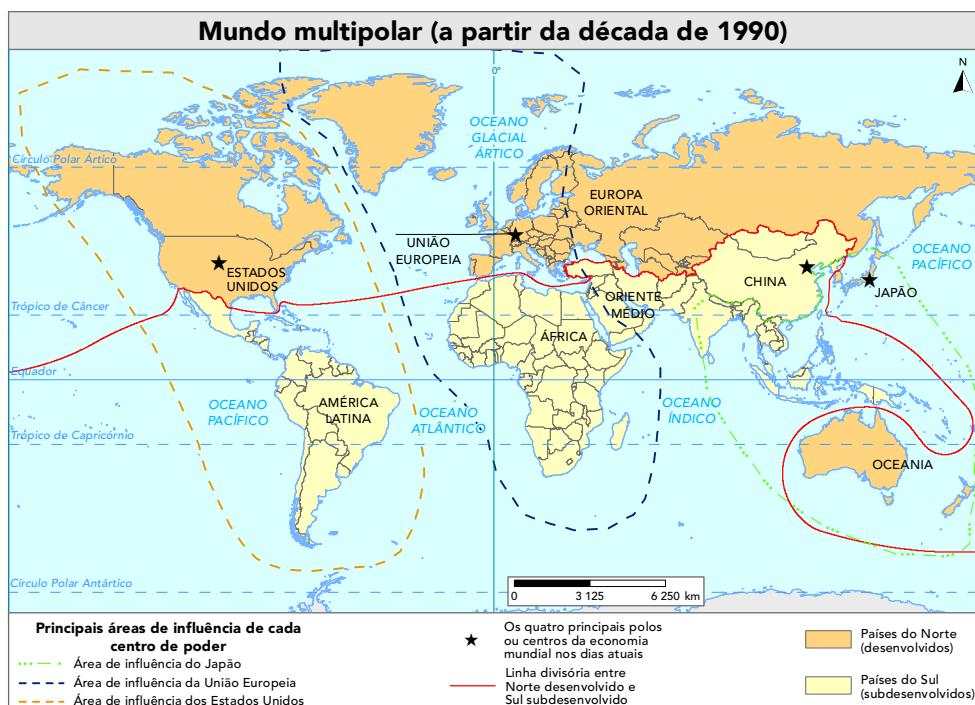 Mundo multipolar (a partir da década de 1990)
0°
N
OCEANO
GLACIAL
ÁRTICO
Círculo Polar Ártico
EUROPA
ORIENTAL
UNIÃO
EUROPEIA
OCEANO
PACÍFICO
ESTADOS
UNIDOS
CHINA
JAPÃO
Trópico de Câncer
ORIENTE
MÉDIO
ÁFRICA
Equador
AMÉRICA
LATINA
OCEANO
PACÍFICO
OCEANO
ATLÂNTICO
OCEANO
ÍNDICO
Trópico de Capricórnio
OCEANIA
Círculo Polar Antártico
0 3 125 6 250 km
Principais áreas de influência de cada
centro de poder
Área de influência do Japão
Área de influência da União Europeia
Área de influência dos Estados Unidos
Os quatro principais polos
ou centros da economia
mundial nos dias atuais
Linha divisória entre
Norte desenvolvido e
Sul subdesenvolvido
Países do Norte
(desenvolvidos)
Países do Sul
(subdesenvolvidos)